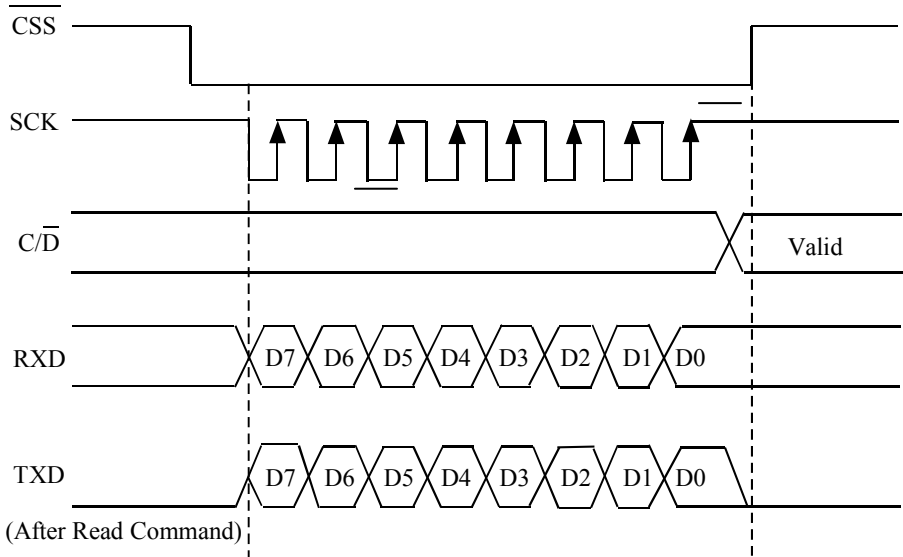 C̅S̅S̅
SCK
C/D̅
Valid
RXD
D7 D6 D5 D4 D3 D2 D1 D0
TXD
D7 D6 D5 D4 D3 D2 D1 D0
(After Read Command)